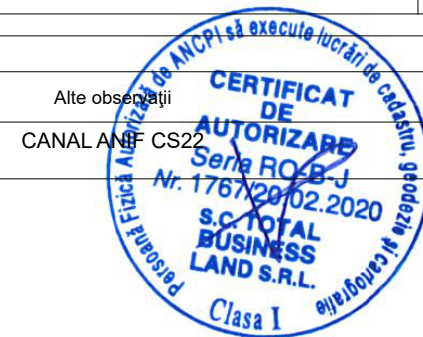 Alte observaţii
CANAL ANIF CS22
Persoană Fizică Autorizată de ANCPI să execute lucrări de cadastru, geodezie şi cartografie
CERTIFICAT
DE
AUTORIZARE
Seria RO-B-J
Nr. 1767/20.02.2020
S.C. TOTAL
BUSINESS
LAND S.R.L.
Clasa I